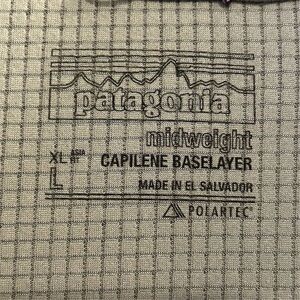 patagonia
midweight
XL ASIA FIT CAPILENE BASELAYER
L
MADE IN EL SALVADOR
POLARTEC®